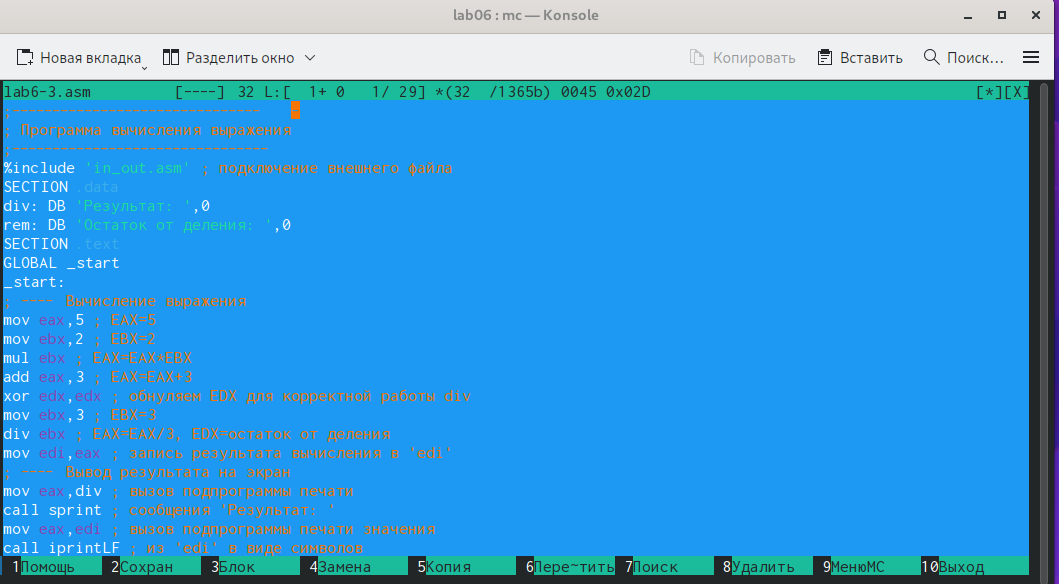 lab06 : mc — Konsole
Новая вкладка Разделить окно Копировать Вставить Поиск...
lab6-3.asm [----] 32 L:[ 1+ 0 1/ 29] *(32 /1365b) 0045 0x02D [*][X]
;-------------------------------
; Программа вычисления выражения
;--------------------------------
%include 'in_out.asm' ; подключение внешнего файла
SECTION .data
div: DB 'Результат: ',0
rem: DB 'Остаток от деления: ',0
SECTION .text
GLOBAL _start
_start:
; ---- Вычисление выражения
mov eax,5 ; EAX=5
mov ebx,2 ; EBX=2
mul ebx ; EAX=EAX*EBX
add eax,3 ; EAX=EAX+3
xor edx,edx ; обнуляем EDX для корректной работы div
mov ebx,3 ; EBX=3
div ebx ; EAX=EAX/3, EDX=остаток от деления
mov edi,eax ; запись результата вычисления в 'edi'
; ---- Вывод результата на экран
mov eax,div ; вызов подпрограммы печати
call sprint ; сообщения 'Результат: '
mov eax,edi ; вызов подпрограммы печати значения
call iprintLF ; из 'edi' в виде символов
1Помощь 2Сохран 3Блок 4Замена 5Копия 6Пере~тить 7Поиск 8Удалить 9МенюMC 10Выход